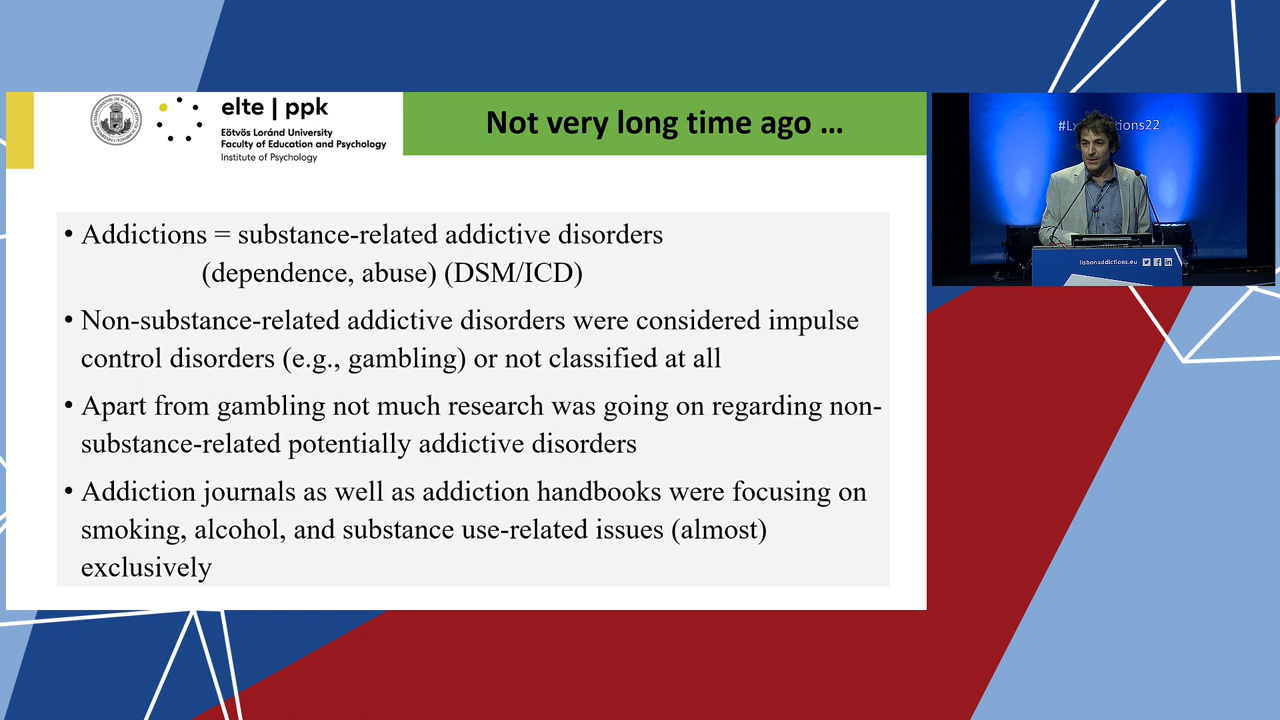 elte | ppk
Eötvös Loránd University
Faculty of Education and Psychology
Institute of Psychology
Not very long time ago ...
• Addictions = substance-related addictive disorders
(dependence, abuse) (DSM/ICD)
• Non-substance-related addictive disorders were considered impulse
control disorders (e.g., gambling) or not classified at all
• Apart from gambling not much research was going on regarding non-
substance-related potentially addictive disorders
• Addiction journals as well as addiction handbooks were focusing on
smoking, alcohol, and substance use-related issues (almost)
exclusively
lisbonaddictions.eu